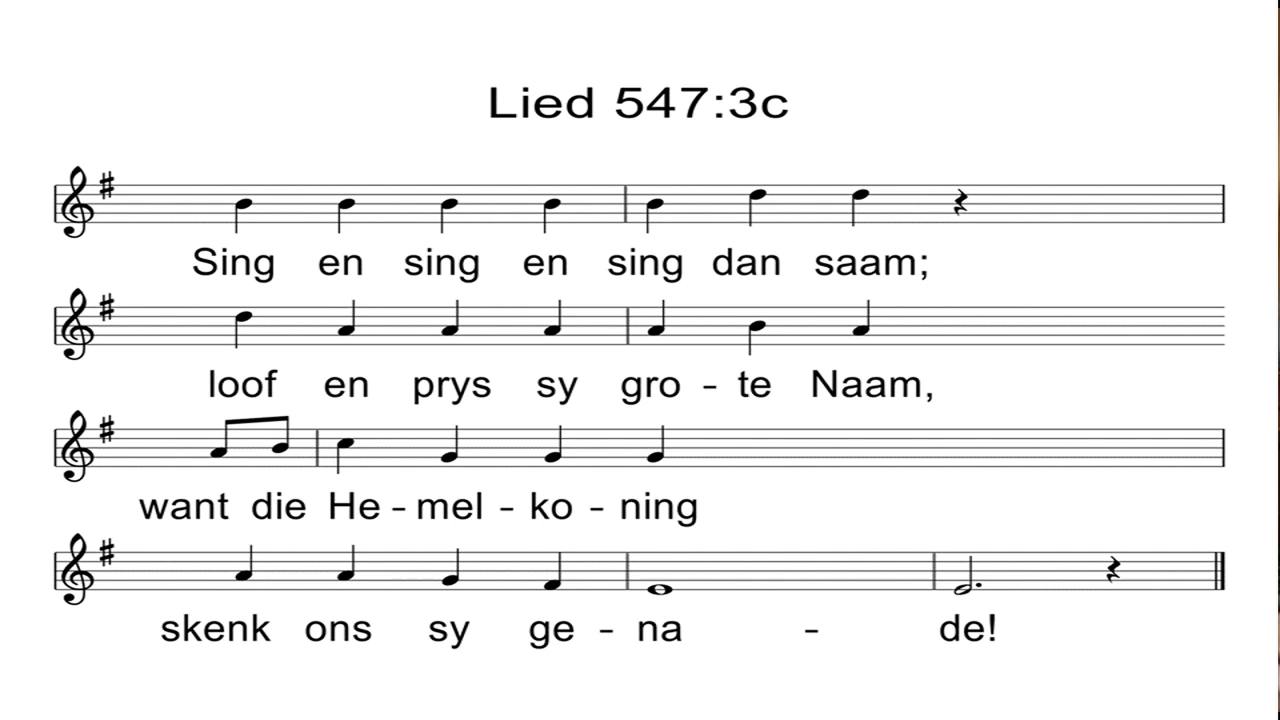 Lied 547:3c
Sing en sing en sing dan saam;
loof en prys sy gro - te Naam,
want die He - mel - ko - ning
skenk ons sy ge - na - de!